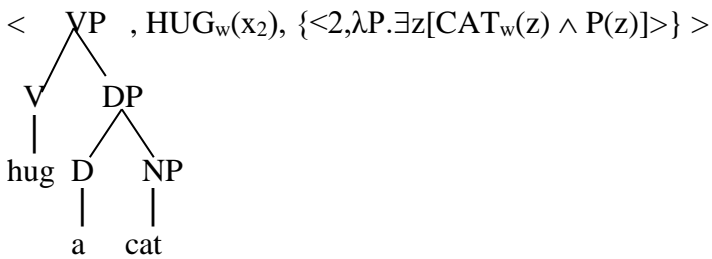 < VP , HUGw(x2), {<2,λP.∃z[CATw(z) ∧ P(z)]>} >
V DP
hug D NP
a cat